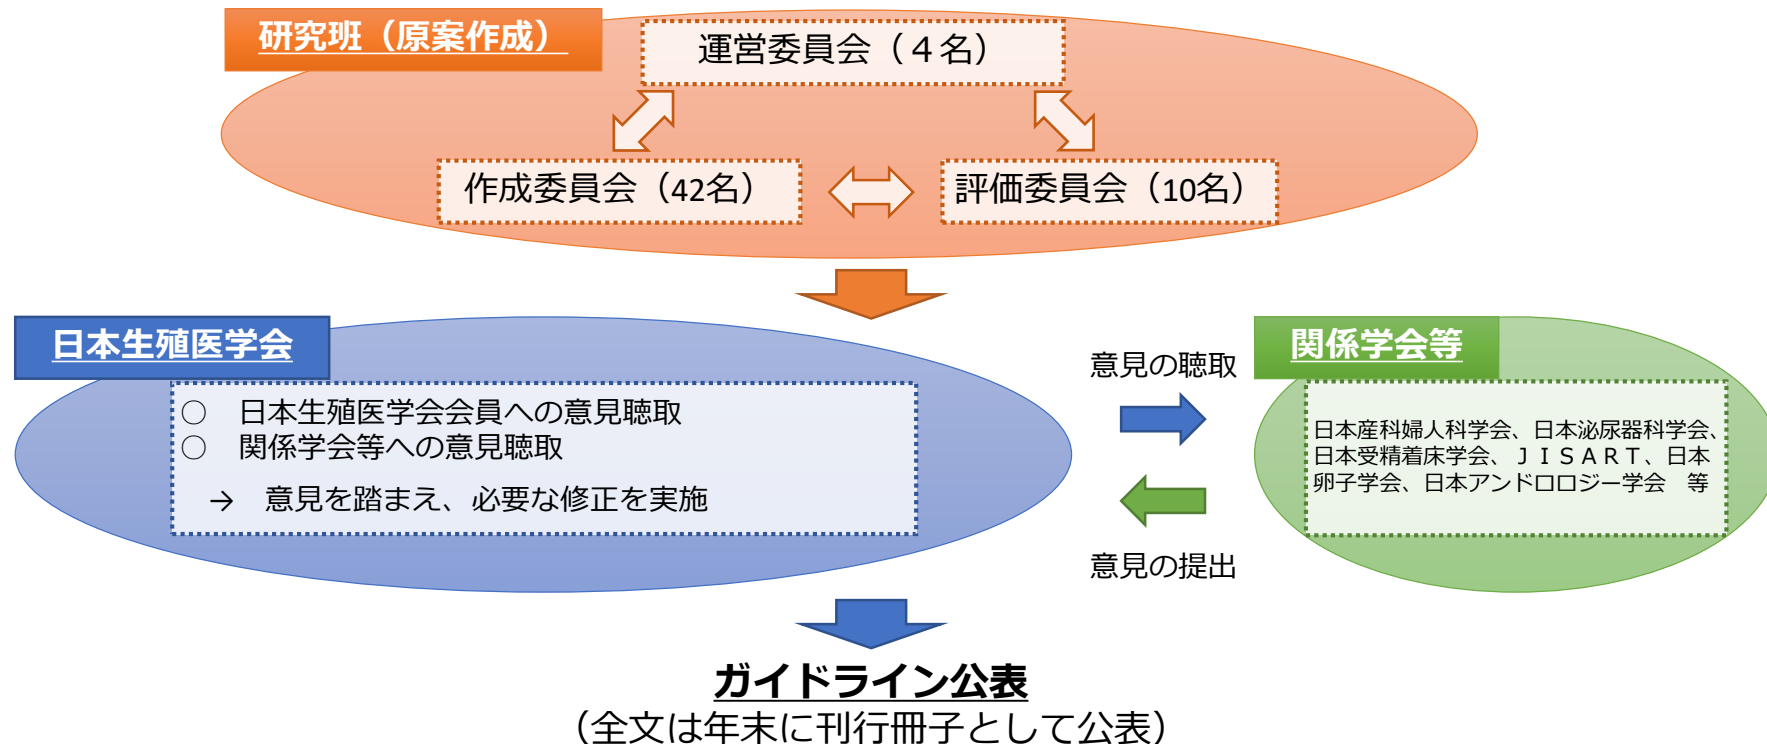 研究班（原案作成）
運営委員会（４名）
作成委員会（42名）
評価委員会（10名）
日本生殖医学会
○　日本生殖医学会会員への意見聴取
○　関係学会等への意見聴取
→　意見を踏まえ、必要な修正を実施
意見の聴取
意見の提出
関係学会等
日本産科婦人科学会、日本泌尿器科学会、
日本受精着床学会、ＪＩＳＡＲＴ、日本
卵子学会、日本アンドロロジー学会　等
ガイドライン公表
（全文は年末に刊行冊子として公表）